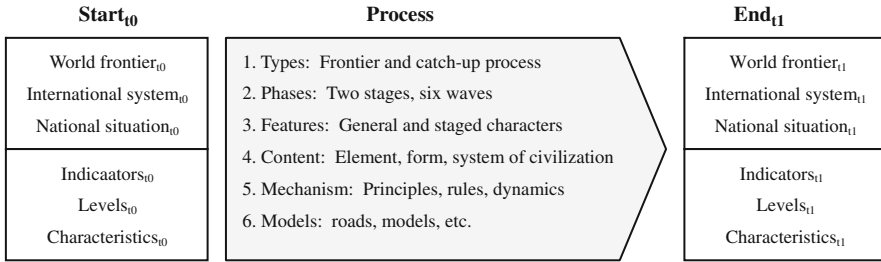 Start_t0
Process
End_t1
World frontier_t0
International system_t0
National situation_t0
Indicaators_t0
Levels_t0
Characteristics_t0
1. Types: Frontier and catch-up process
2. Phases: Two stages, six waves
3. Features: General and staged characters
4. Content: Element, form, system of civilization
5. Mechanism: Principles, rules, dynamics
6. Models: roads, models, etc.
World frontier_t1
International system_t1
National situation_t1
Indicators_t1
Levels_t1
Characteristics_t1